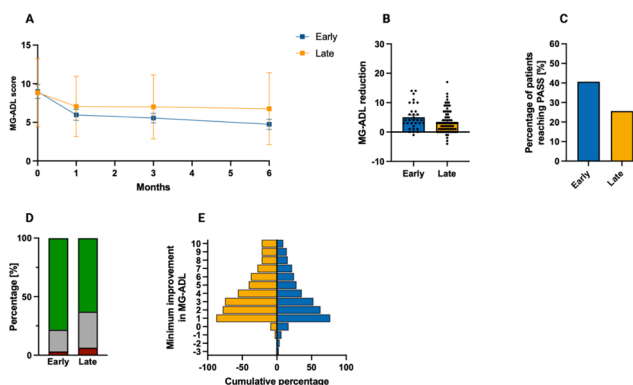 A
Early
Late
15
10
5
0
MG-ADL score
0
1
2
3
4
5
6
Months
B
30
20
10
0
-10
MG-ADL reduction
Early
Late
C
60
50
40
30
20
10
0
Percentage of patients
reaching PASS [%]
Early
Late
D
100
50
0
Percentage [%]
Early
Late
E
10
9
8
7
6
5
4
3
2
1
0
-1
-2
-3
Minimum improvement
in MG-ADL
-100
-50
0
50
100
Cumulative percentage